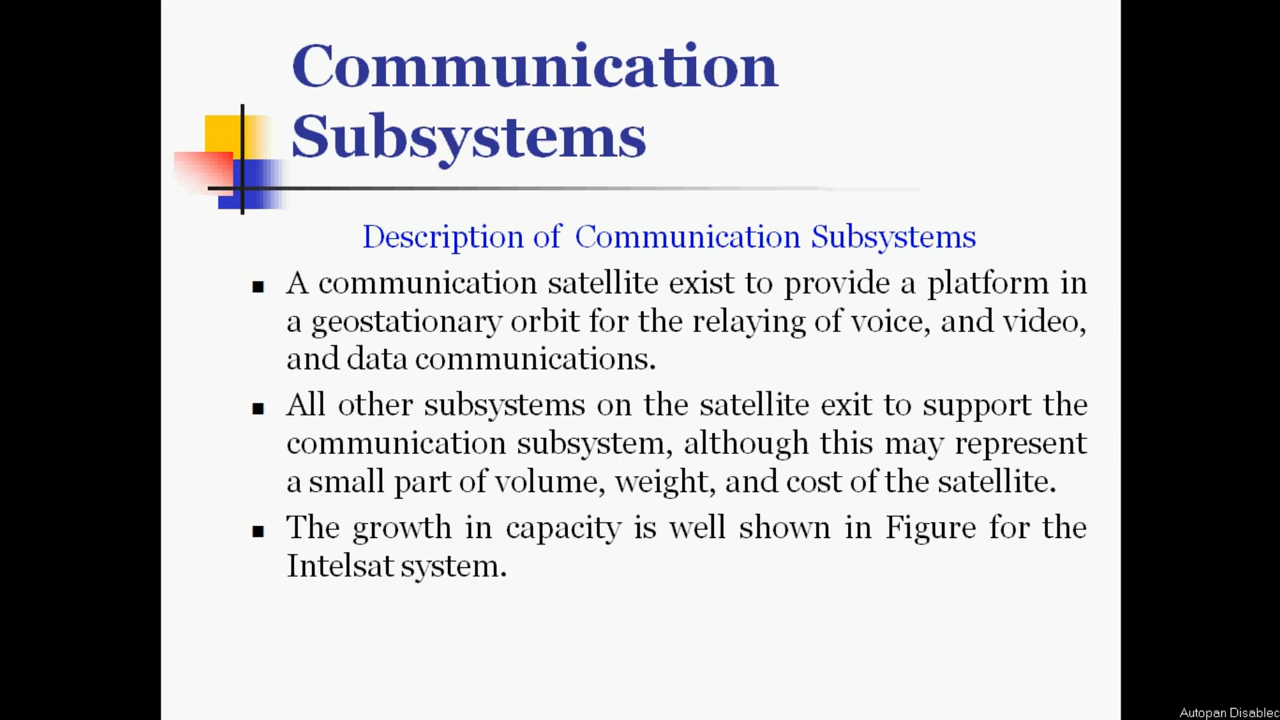 Communication
Subsystems
Description of Communication Subsystems
A communication satellite exist to provide a platform in
a geostationary orbit for the relaying of voice, and video,
and data communications.
All other subsystems on the satellite exit to support the
communication subsystem, although this may represent
a small part of volume, weight, and cost of the satellite.
The growth in capacity is well shown in Figure for the
Intelsat system.
Autopan Disablec